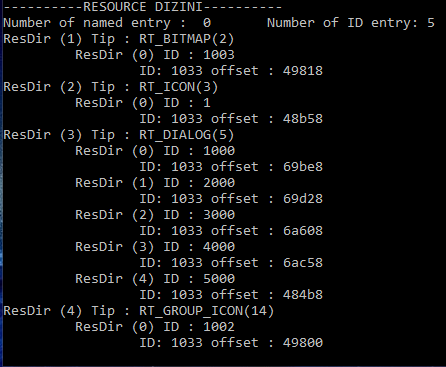 ----------RESOURCE DIZINI----------
Number of named entry :  0       Number of ID entry: 5
ResDir (1) Tip : RT_BITMAP(2)
ResDir (0) ID : 1003
ID: 1033 offset : 49818
ResDir (2) Tip : RT_ICON(3)
ResDir (0) ID : 1
ID: 1033 offset : 48b58
ResDir (3) Tip : RT_DIALOG(5)
ResDir (0) ID : 1000
ID: 1033 offset : 69be8
ResDir (1) ID : 2000
ID: 1033 offset : 69d28
ResDir (2) ID : 3000
ID: 1033 offset : 6a608
ResDir (3) ID : 4000
ID: 1033 offset : 6ac58
ResDir (4) ID : 5000
ID: 1033 offset : 484b8
ResDir (4) Tip : RT_GROUP_ICON(14)
ResDir (0) ID : 1002
ID: 1033 offset : 49800